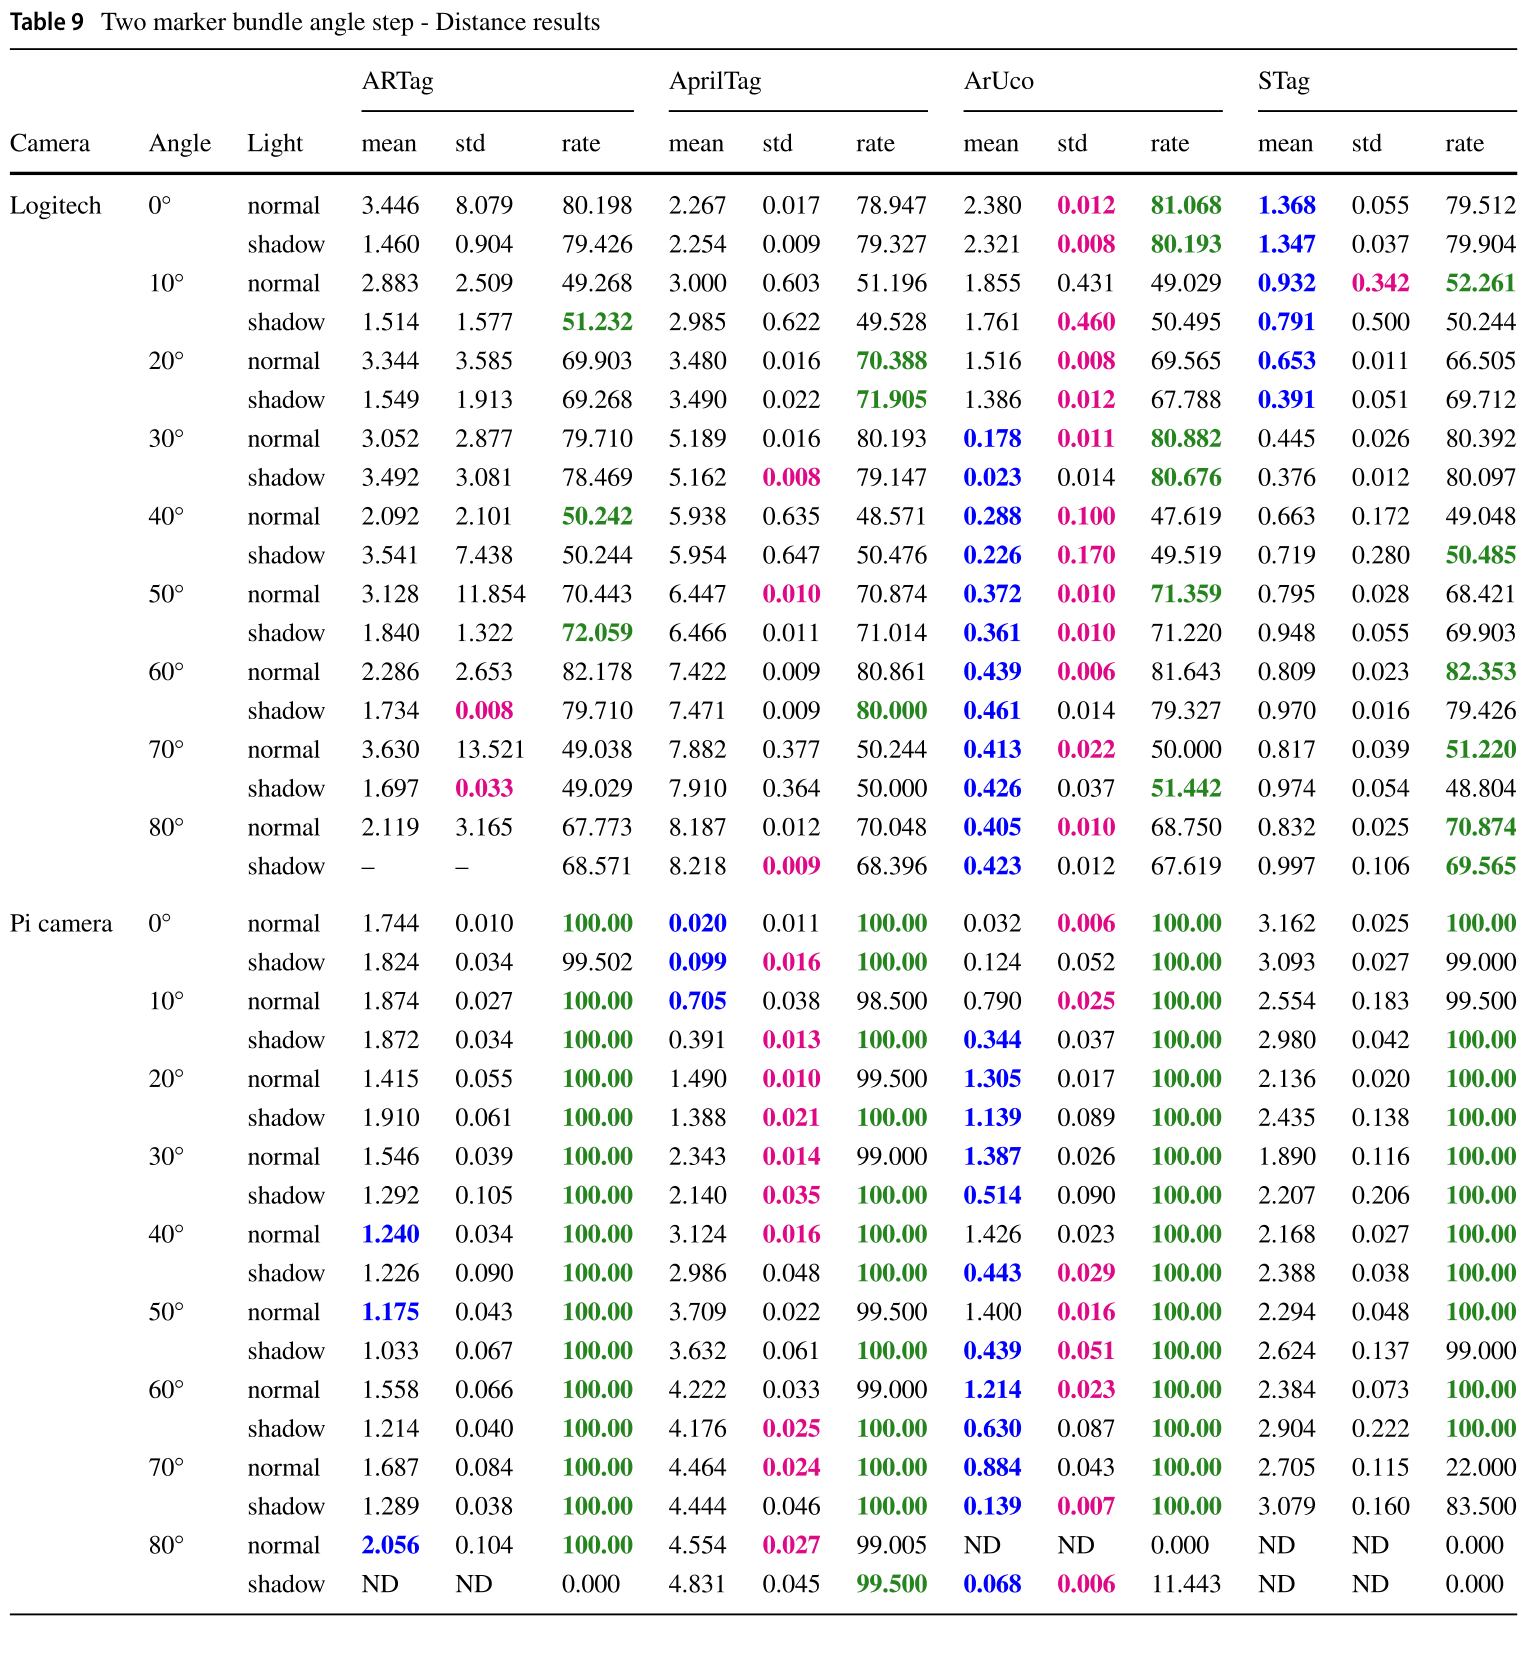 Table 9 Two marker bundle angle step - Distance results
ARTag AprilTag ArUco STag
Camera Angle Light mean std rate mean std rate mean std rate mean std rate
Logitech 0° normal 3.446 8.079 80.198 2.267 0.017 78.947 2.380 0.012 81.068 1.368 0.055 79.512
shadow 1.460 0.904 79.426 2.254 0.009 79.327 2.321 0.008 80.193 1.347 0.037 79.904
10° normal 2.883 2.509 49.268 3.000 0.603 51.196 1.855 0.431 49.029 0.932 0.342 52.261
shadow 1.514 1.577 51.232 2.985 0.622 49.528 1.761 0.460 50.495 0.791 0.500 50.244
20° normal 3.344 3.585 69.903 3.480 0.016 70.388 1.516 0.008 69.565 0.653 0.011 66.505
shadow 1.549 1.913 69.268 3.490 0.022 71.905 1.386 0.012 67.788 0.391 0.051 69.712
30° normal 3.052 2.877 79.710 5.189 0.016 80.193 0.178 0.011 80.882 0.445 0.026 80.392
shadow 3.492 3.081 78.469 5.162 0.008 79.147 0.023 0.014 80.676 0.376 0.012 80.097
40° normal 2.092 2.101 50.242 5.938 0.635 48.571 0.288 0.100 47.619 0.663 0.172 49.048
shadow 3.541 7.438 50.244 5.954 0.647 50.476 0.226 0.170 49.519 0.719 0.280 50.485
50° normal 3.128 11.854 70.443 6.447 0.010 70.874 0.372 0.010 71.359 0.795 0.028 68.421
shadow 1.840 1.322 72.059 6.466 0.011 71.014 0.361 0.010 71.220 0.948 0.055 69.903
60° normal 2.286 2.653 82.178 7.422 0.009 80.861 0.439 0.006 81.643 0.809 0.023 82.353
shadow 1.734 0.008 79.710 7.471 0.009 80.000 0.461 0.014 79.327 0.970 0.016 79.426
70° normal 3.630 13.521 49.038 7.882 0.377 50.244 0.413 0.022 50.000 0.817 0.039 51.220
shadow 1.697 0.033 49.029 7.910 0.364 50.000 0.426 0.037 51.442 0.974 0.054 48.804
80° normal 2.119 3.165 67.773 8.187 0.012 70.048 0.405 0.010 68.750 0.832 0.025 70.874
shadow – – 68.571 8.218 0.009 68.396 0.423 0.012 67.619 0.997 0.106 69.565
Pi camera 0° normal 1.744 0.010 100.00 0.020 0.011 100.00 0.032 0.006 100.00 3.162 0.025 100.00
shadow 1.824 0.034 99.502 0.099 0.016 100.00 0.124 0.052 100.00 3.093 0.027 99.000
10° normal 1.874 0.027 100.00 0.705 0.038 98.500 0.790 0.025 100.00 2.554 0.183 99.500
shadow 1.872 0.034 100.00 0.391 0.013 100.00 0.344 0.037 100.00 2.980 0.042 100.00
20° normal 1.415 0.055 100.00 1.490 0.010 99.500 1.305 0.017 100.00 2.136 0.020 100.00
shadow 1.910 0.061 100.00 1.388 0.021 100.00 1.139 0.089 100.00 2.435 0.138 100.00
30° normal 1.546 0.039 100.00 2.343 0.014 99.000 1.387 0.026 100.00 1.890 0.116 100.00
shadow 1.292 0.105 100.00 2.140 0.035 100.00 0.514 0.090 100.00 2.207 0.206 100.00
40° normal 1.240 0.034 100.00 3.124 0.016 100.00 1.426 0.023 100.00 2.168 0.027 100.00
shadow 1.226 0.090 100.00 2.986 0.048 100.00 0.443 0.029 100.00 2.388 0.038 100.00
50° normal 1.175 0.043 100.00 3.709 0.022 99.500 1.400 0.016 100.00 2.294 0.048 100.00
shadow 1.033 0.067 100.00 3.632 0.061 100.00 0.439 0.051 100.00 2.624 0.137 99.000
60° normal 1.558 0.066 100.00 4.222 0.033 99.000 1.214 0.023 100.00 2.384 0.073 100.00
shadow 1.214 0.040 100.00 4.176 0.025 100.00 0.630 0.087 100.00 2.904 0.222 100.00
70° normal 1.687 0.084 100.00 4.464 0.024 100.00 0.884 0.043 100.00 2.705 0.115 22.000
shadow 1.289 0.038 100.00 4.444 0.046 100.00 0.139 0.007 100.00 3.079 0.160 83.500
80° normal 2.056 0.104 100.00 4.554 0.027 99.005 ND ND 0.000 ND ND 0.000
shadow ND ND 0.000 4.831 0.045 99.500 0.068 0.006 11.443 ND ND 0.000